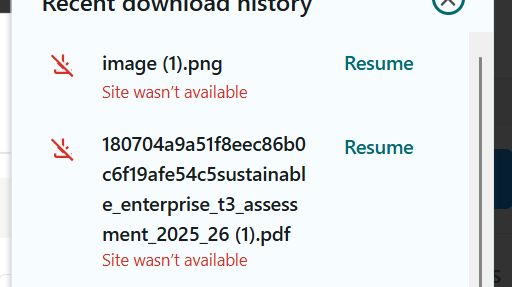 Recent download history
image (1).png
Resume
Site wasn't available
180704a9a51f8eec86b0
Resume
c6f19afe54c5sustainabl
e_enterprise_t3_assess
ment_2025_26 (1).pdf
Site wasn't available
s